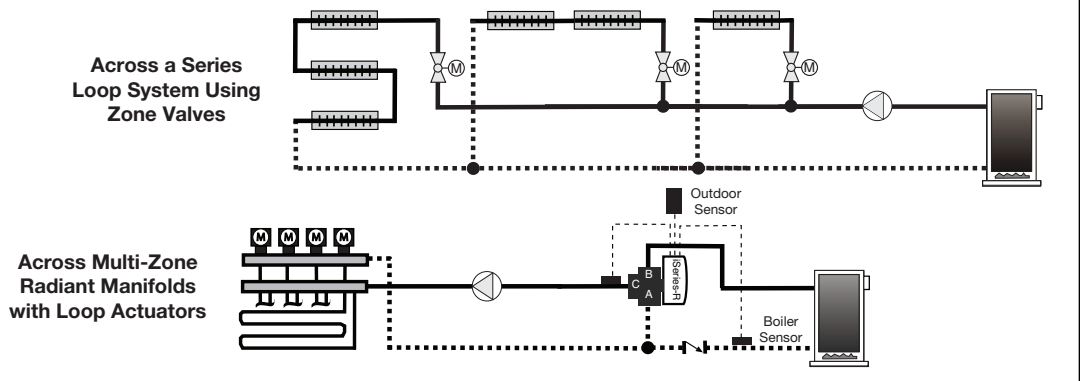 Across a Series
Loop System Using
Zone Valves
M
M
M
Outdoor
Sensor
M
M
M
M
Across Multi-Zone
Radiant Manifolds
with Loop Actuators
B
C
A
iSeries-R
Boiler
Sensor